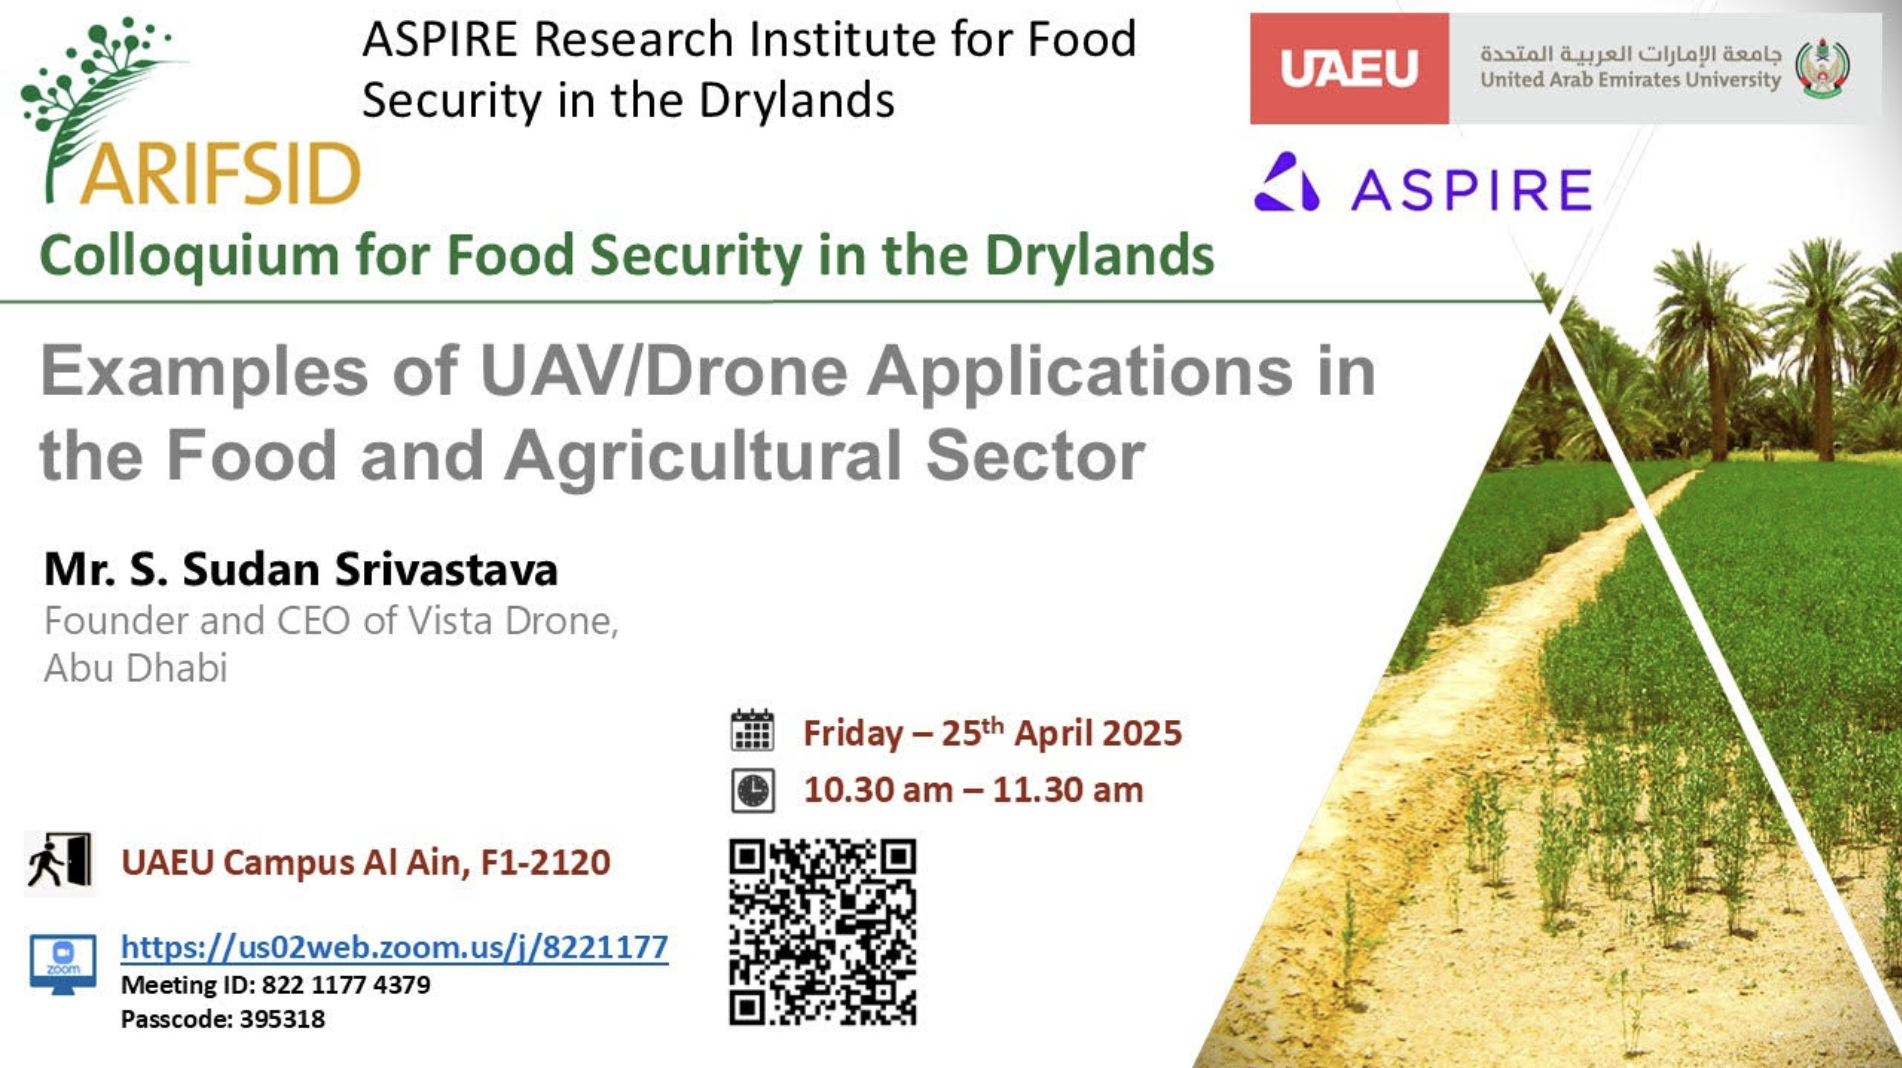 ASPIRE Research Institute for Food
Security in the Drylands
ARIFSID
UAEU
جامعة الإمارات العربية المتحدة
United Arab Emirates University
ASPIRE
Colloquium for Food Security in the Drylands
Examples of UAV/Drone Applications in
the Food and Agricultural Sector
Mr. S. Sudan Srivastava
Founder and CEO of Vista Drone,
Abu Dhabi
Friday – 25th April 2025
10.30 am – 11.30 am
UAEU Campus Al Ain, F1-2120
https://us02web.zoom.us/j/8221177
zoom
Meeting ID: 822 1177 4379
Passcode: 395318